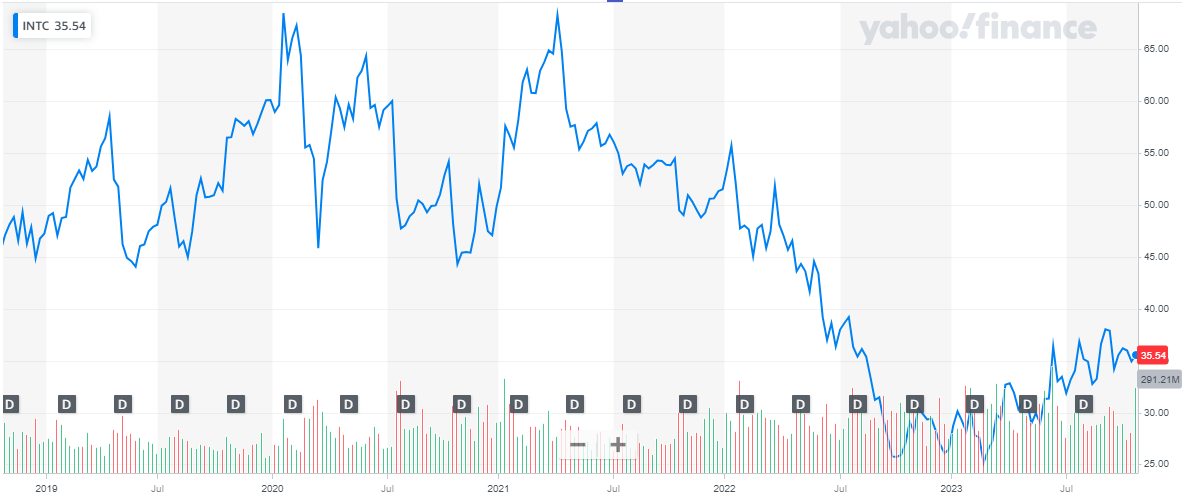 INTC 35.54
yahoo!finance
65.00
60.00
55.00
50.00
45.00
40.00
35.54
291.21M
30.00
25.00
D D D D D D D D D D D D D D D D D D D D
2019 Jul 2020 Jul 2021 Jul 2022 Jul 2023 Jul